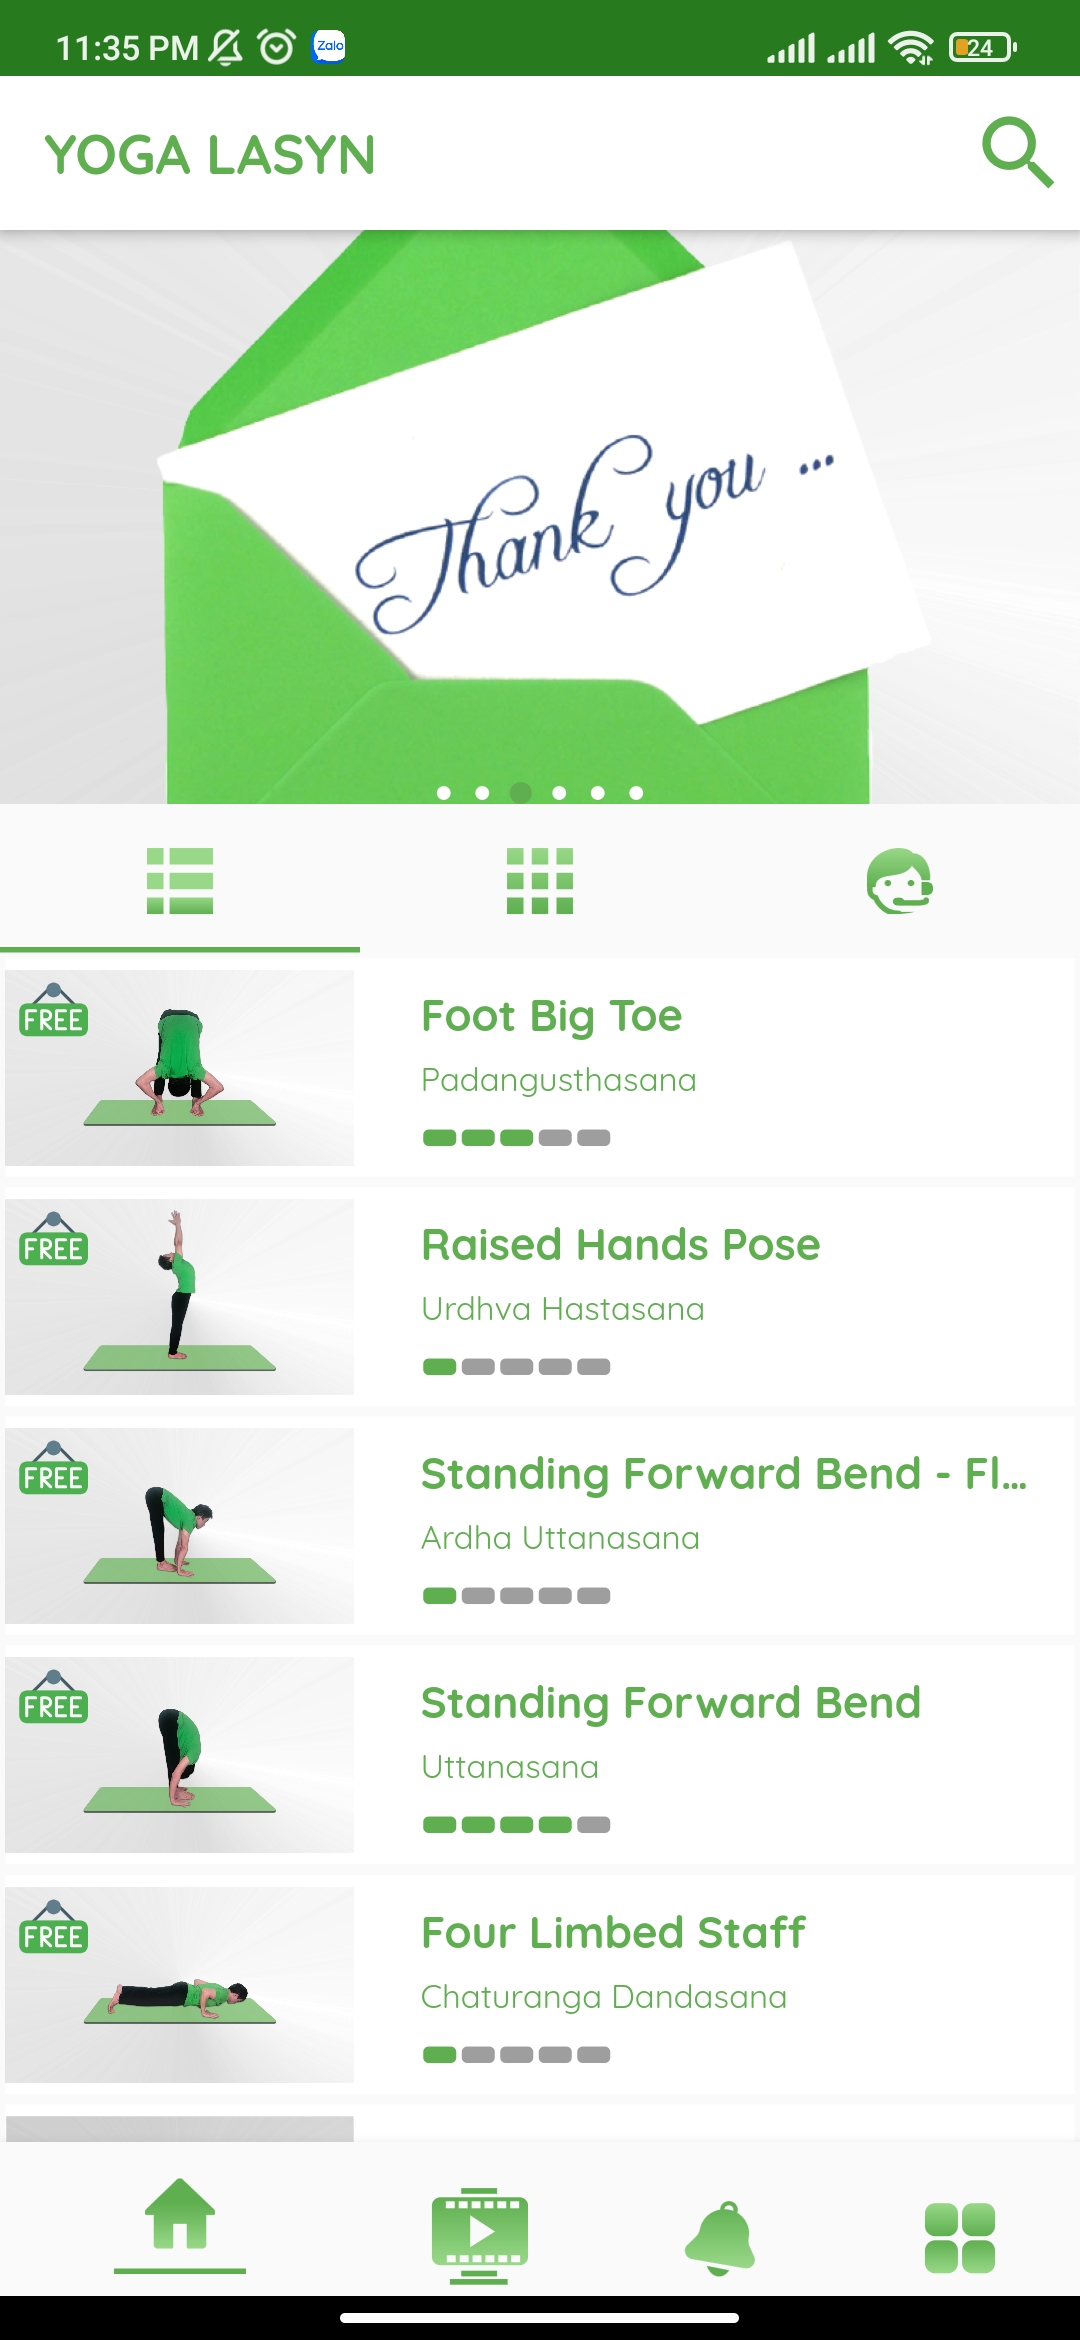 11:35 PM Zalo 24
YOGA LASYN
Thank you ...
FREE
Foot Big Toe
Padangusthasana
FREE
Raised Hands Pose
Urdhva Hastasana
FREE
Standing Forward Bend - Fl...
Ardha Uttanasana
FREE
Standing Forward Bend
Uttanasana
FREE
Four Limbed Staff
Chaturanga Dandasana